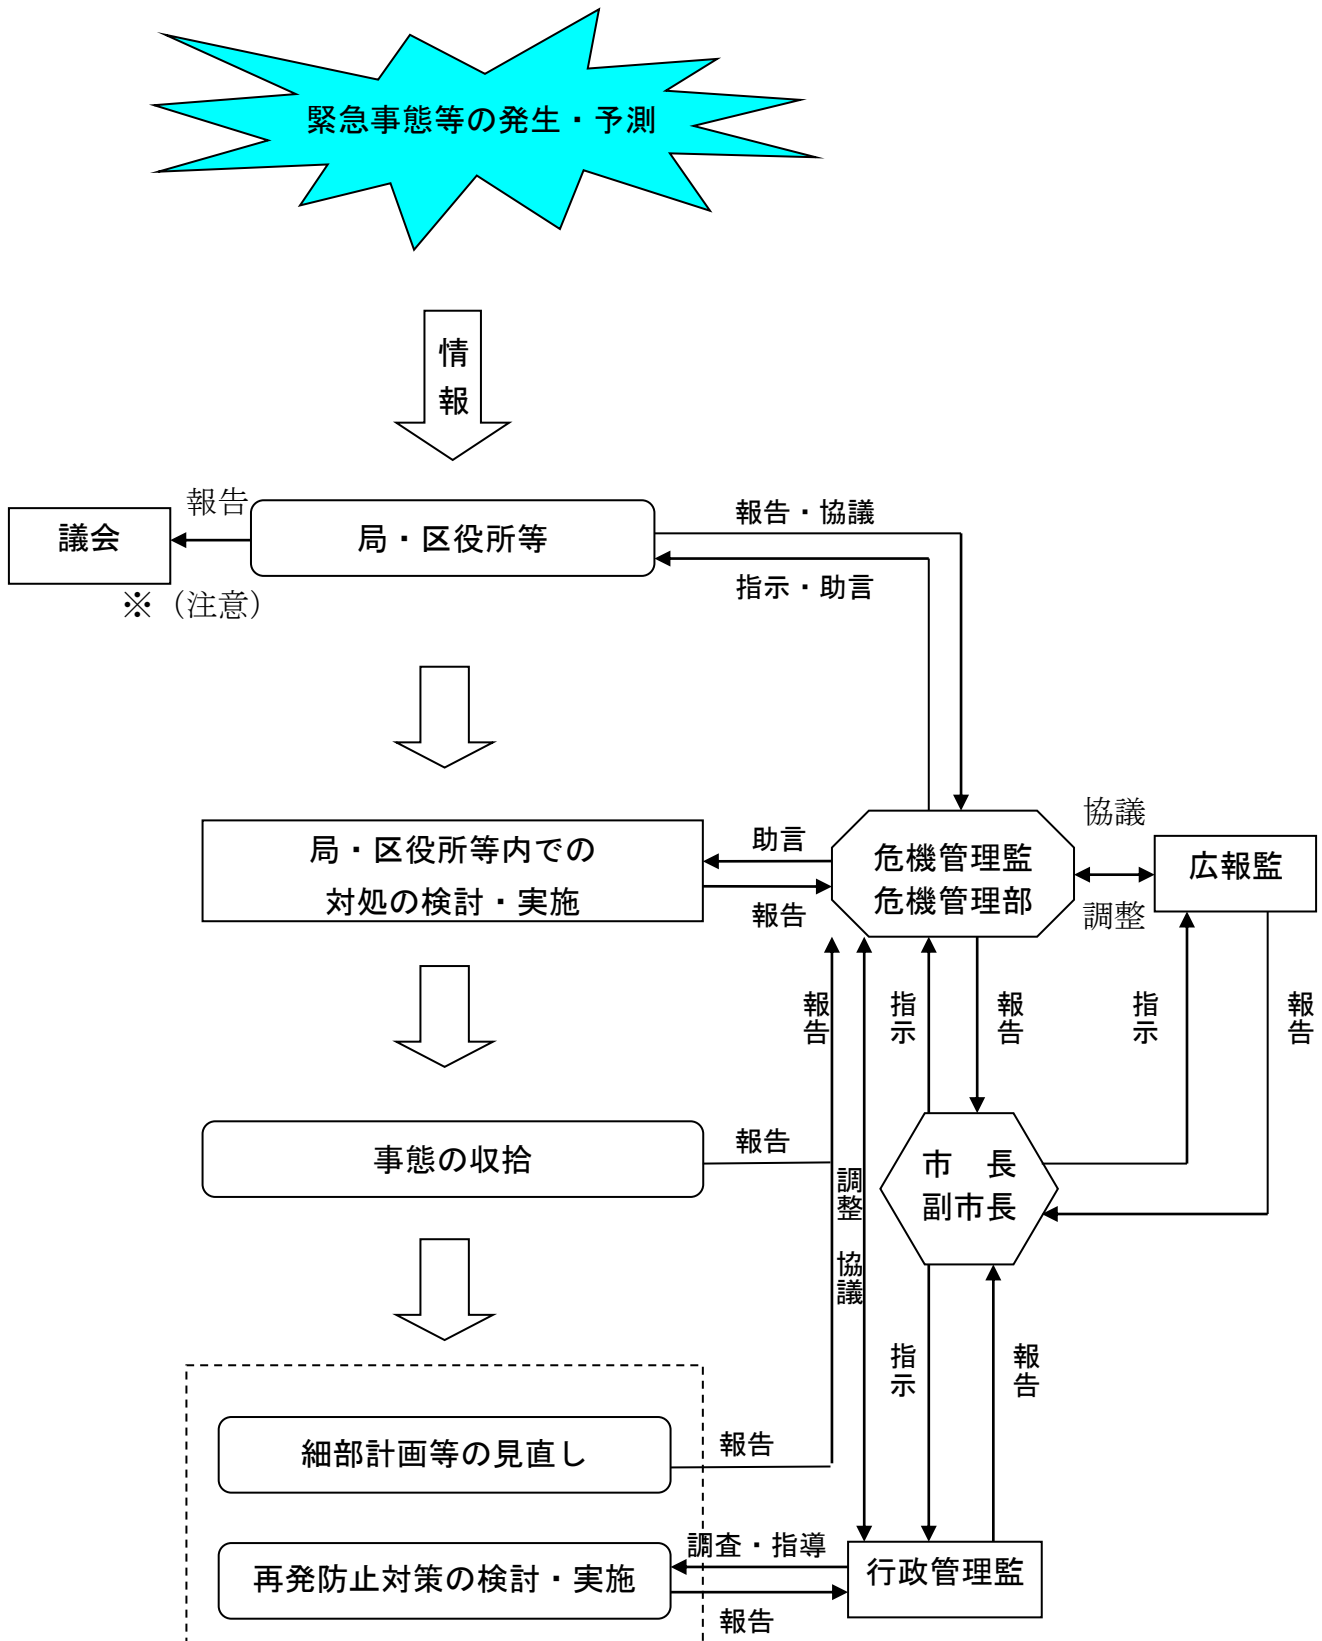 緊急事態等の発生・予測
情
報
報告
議会
局・区役所等
報告・協議
指示・助言
※（注意）
局・区役所等内での
対処の検討・実施
助言
報告
危機管理監
危機管理部
協議
調整
広報監
報告
指示
報告
指示
報告
事態の収拾
報告
調整 協議
市　長
副市長
指示
報告
細部計画等の見直し
報告
再発防止対策の検討・実施
調査・指導
報告
行政管理監